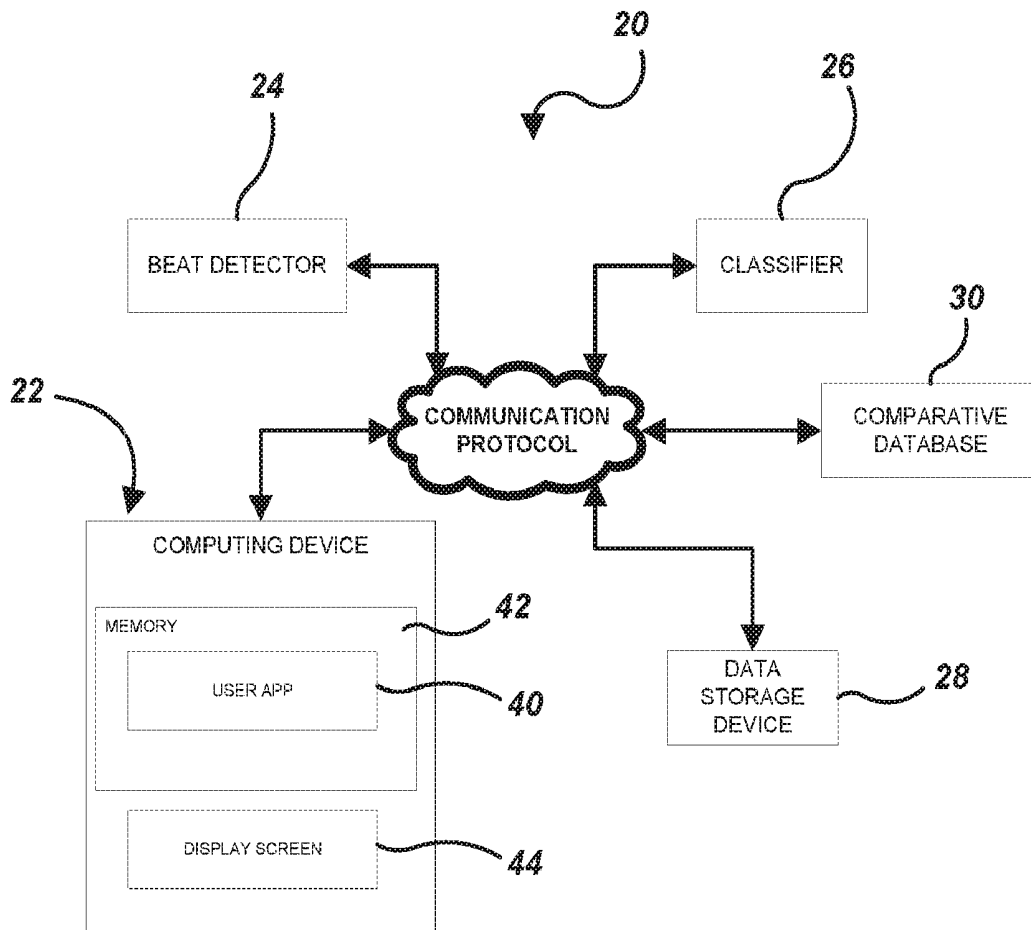 20
24
26
BEAT DETECTOR
CLASSIFIER
30
22
COMMUNICATION
PROTOCOL
COMPARATIVE
DATABASE
COMPUTING DEVICE
42
MEMORY
USER APP
40
DATA
STORAGE
DEVICE
28
DISPLAY SCREEN
44